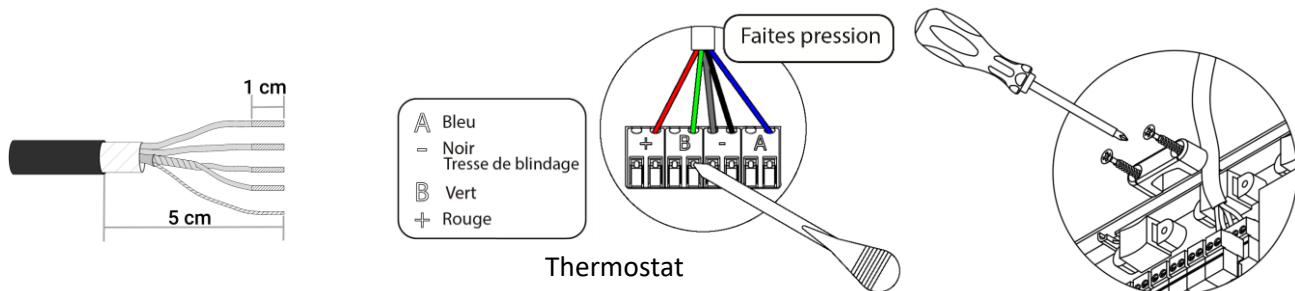 1 cm
5 cm
A Bleu
- Noir
Tresse de blindage
B Vert
+ Rouge
Faites pression
+ B - A
Thermostat